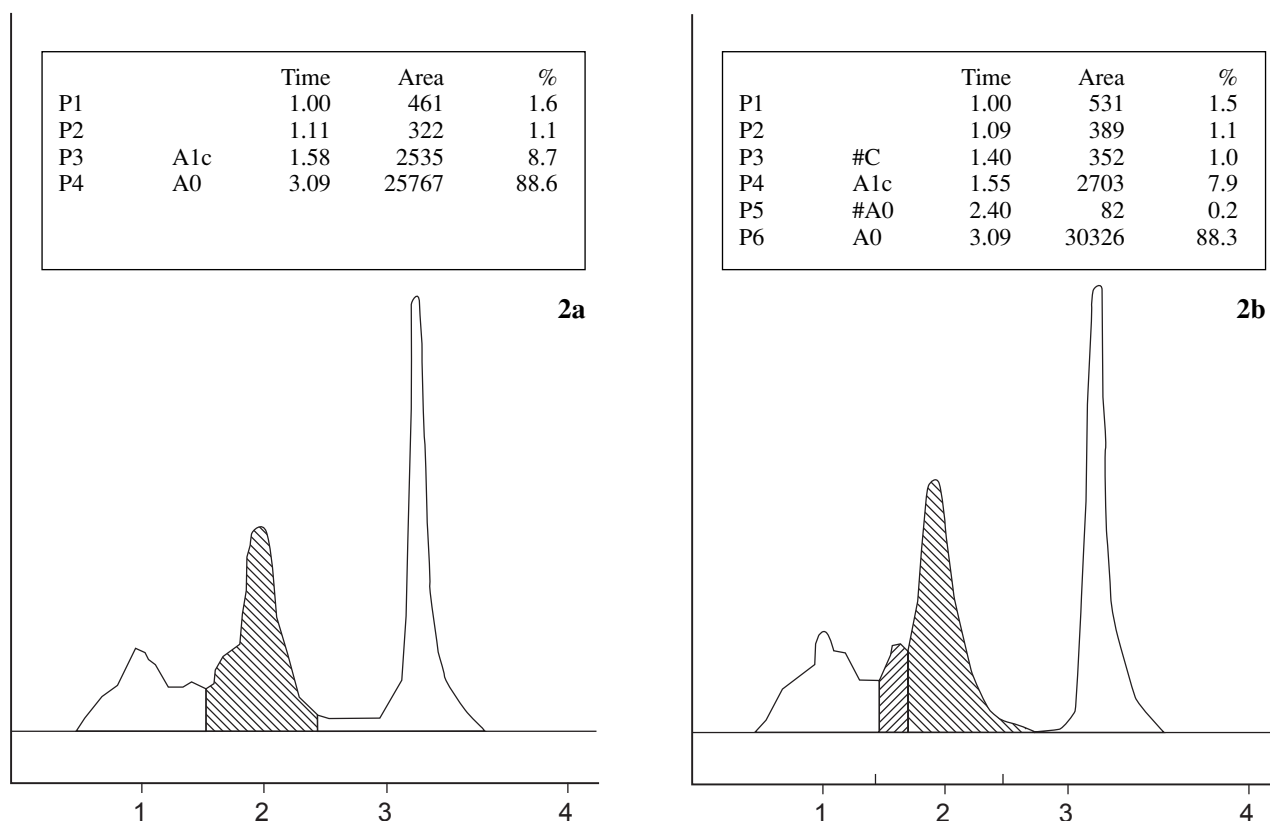 Time Area %
P1 1.00 461 1.6
P2 1.11 322 1.1
P3 A1c 1.58 2535 8.7
P4 A0 3.09 25767 88.6
2a
1 2 3 4
Time Area %
P1 1.00 531 1.5
P2 1.09 389 1.1
P3 #C 1.40 352 1.0
P4 A1c 1.55 2703 7.9
P5 #A0 2.40 82 0.2
P6 A0 3.09 30326 88.3
2b
1 2 3 4